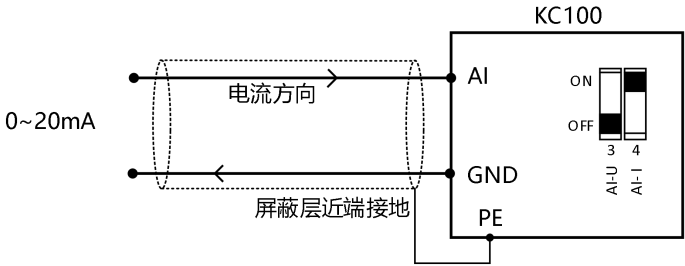 KC100
AI
ON
电流方向
0~20mA
OFF
3 4
GND
AI-U
AI-I
屏蔽层近端接地
PE